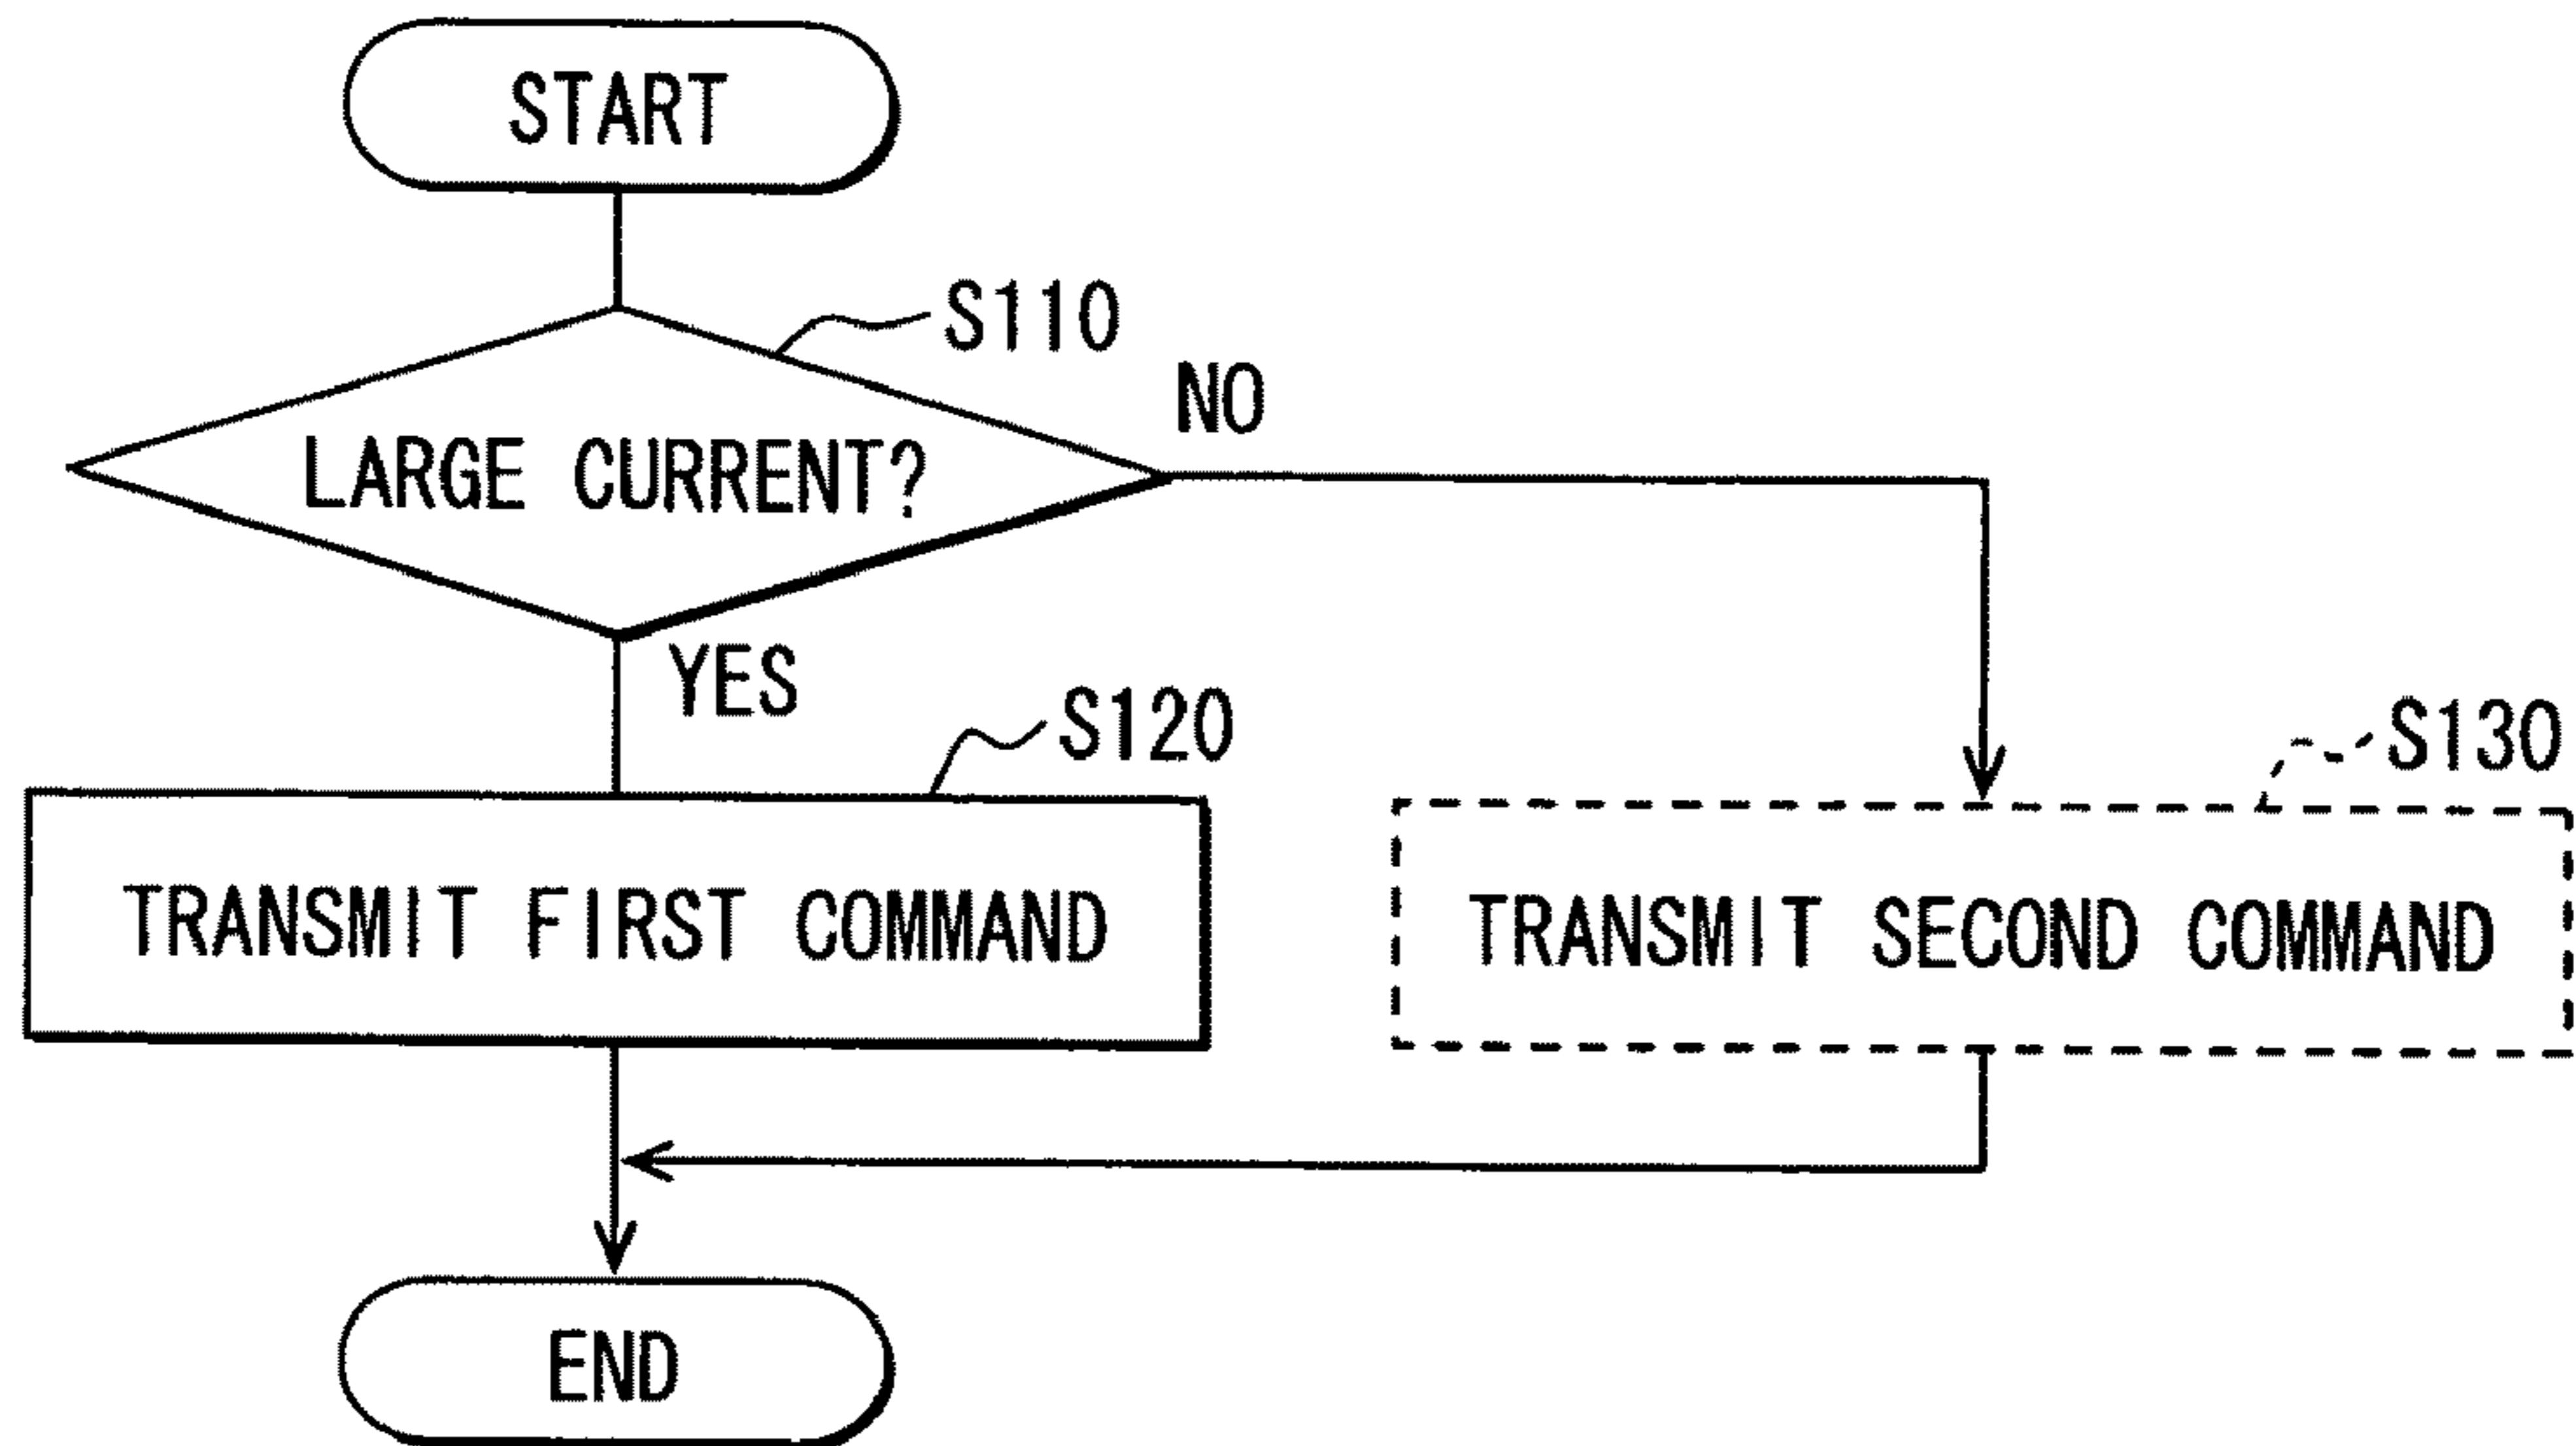 START
S110
NO
LARGE CURRENT?
YES
S120
S130
TRANSMIT FIRST COMMAND
TRANSMIT SECOND COMMAND
END